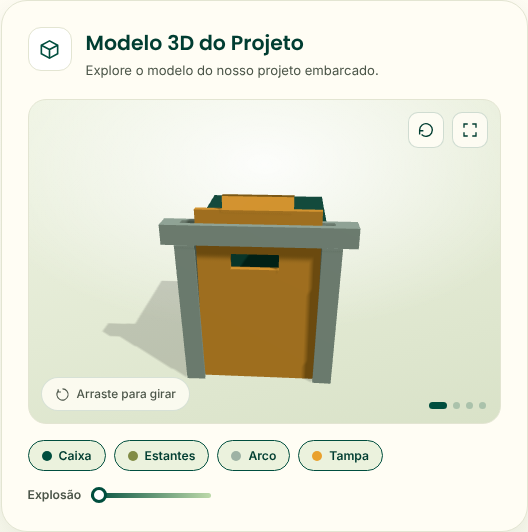 Modelo 3D do Projeto
Explore o modelo do nosso projeto embarcado.
Arraste para girar
Caixa
Estantes
Arco
Tampa
Explosão